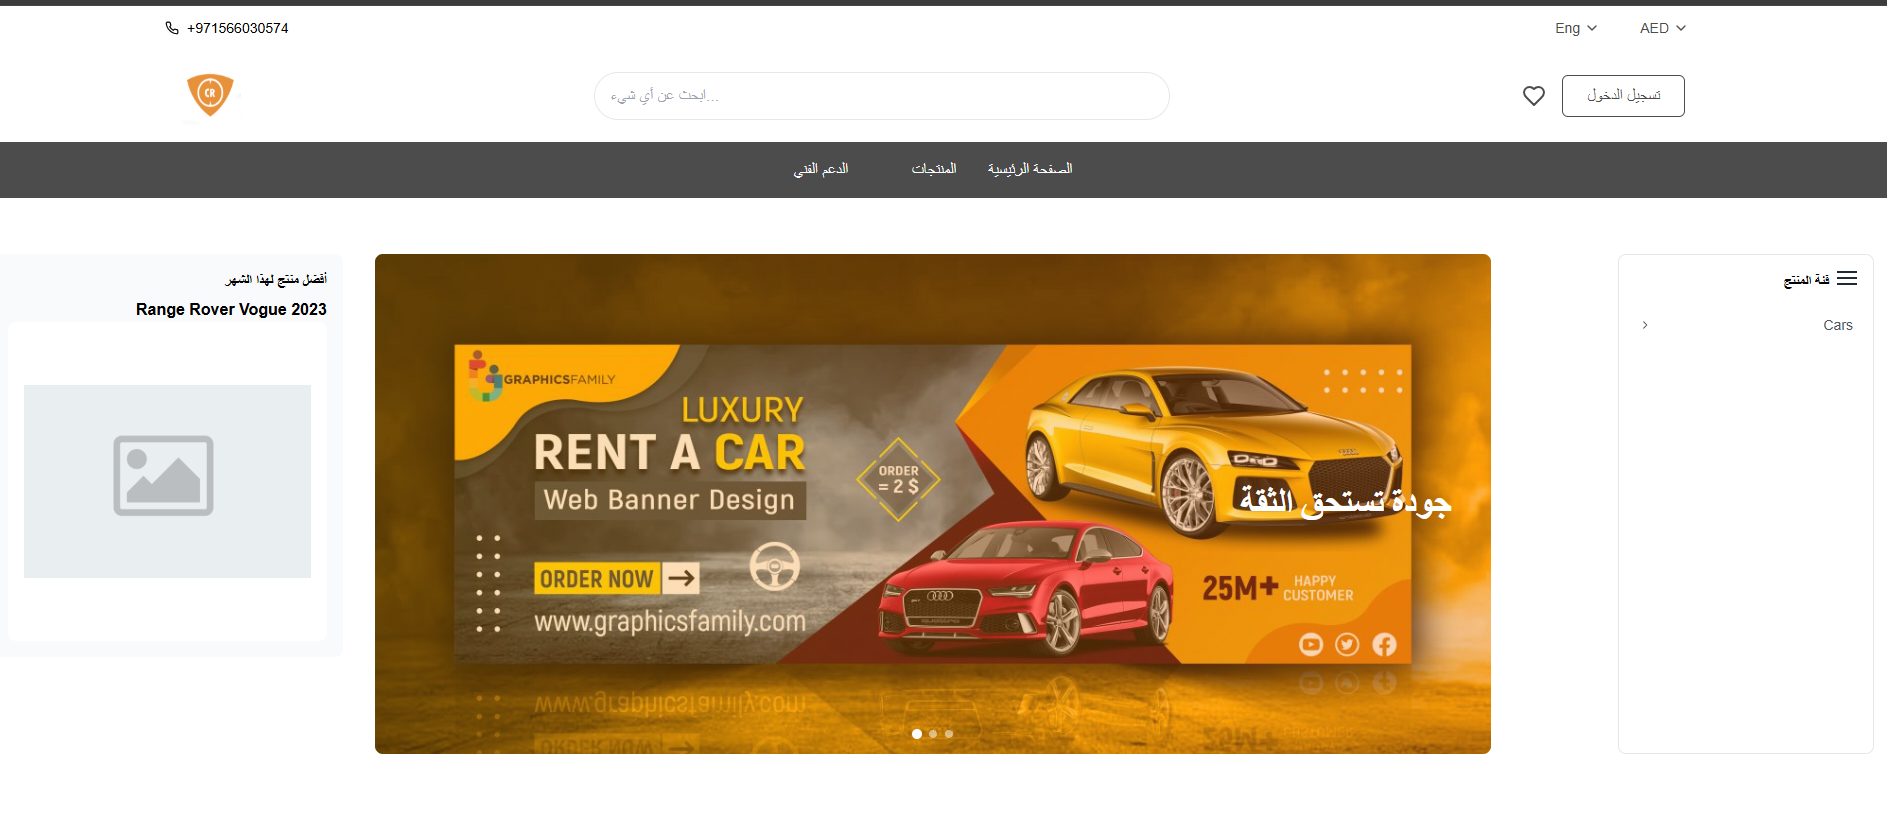 +971566030574
Eng
AED
CR
ابحث عن أي شيء...
تسجيل الدخول
الصفحة الرئيسية
المنتجات
الدعم الفني
فئة المنتج
Cars
GRAPHICSFAMILY
LUXURY
RENT A CAR
Web Banner Design
ORDER
= 2 $
ORDER NOW
www.graphicsfamily.com
25M+
HAPPY
CUSTOMER
جودة تستحق الثقة
أفضل منتج لهذا الشهر
Range Rover Vogue 2023